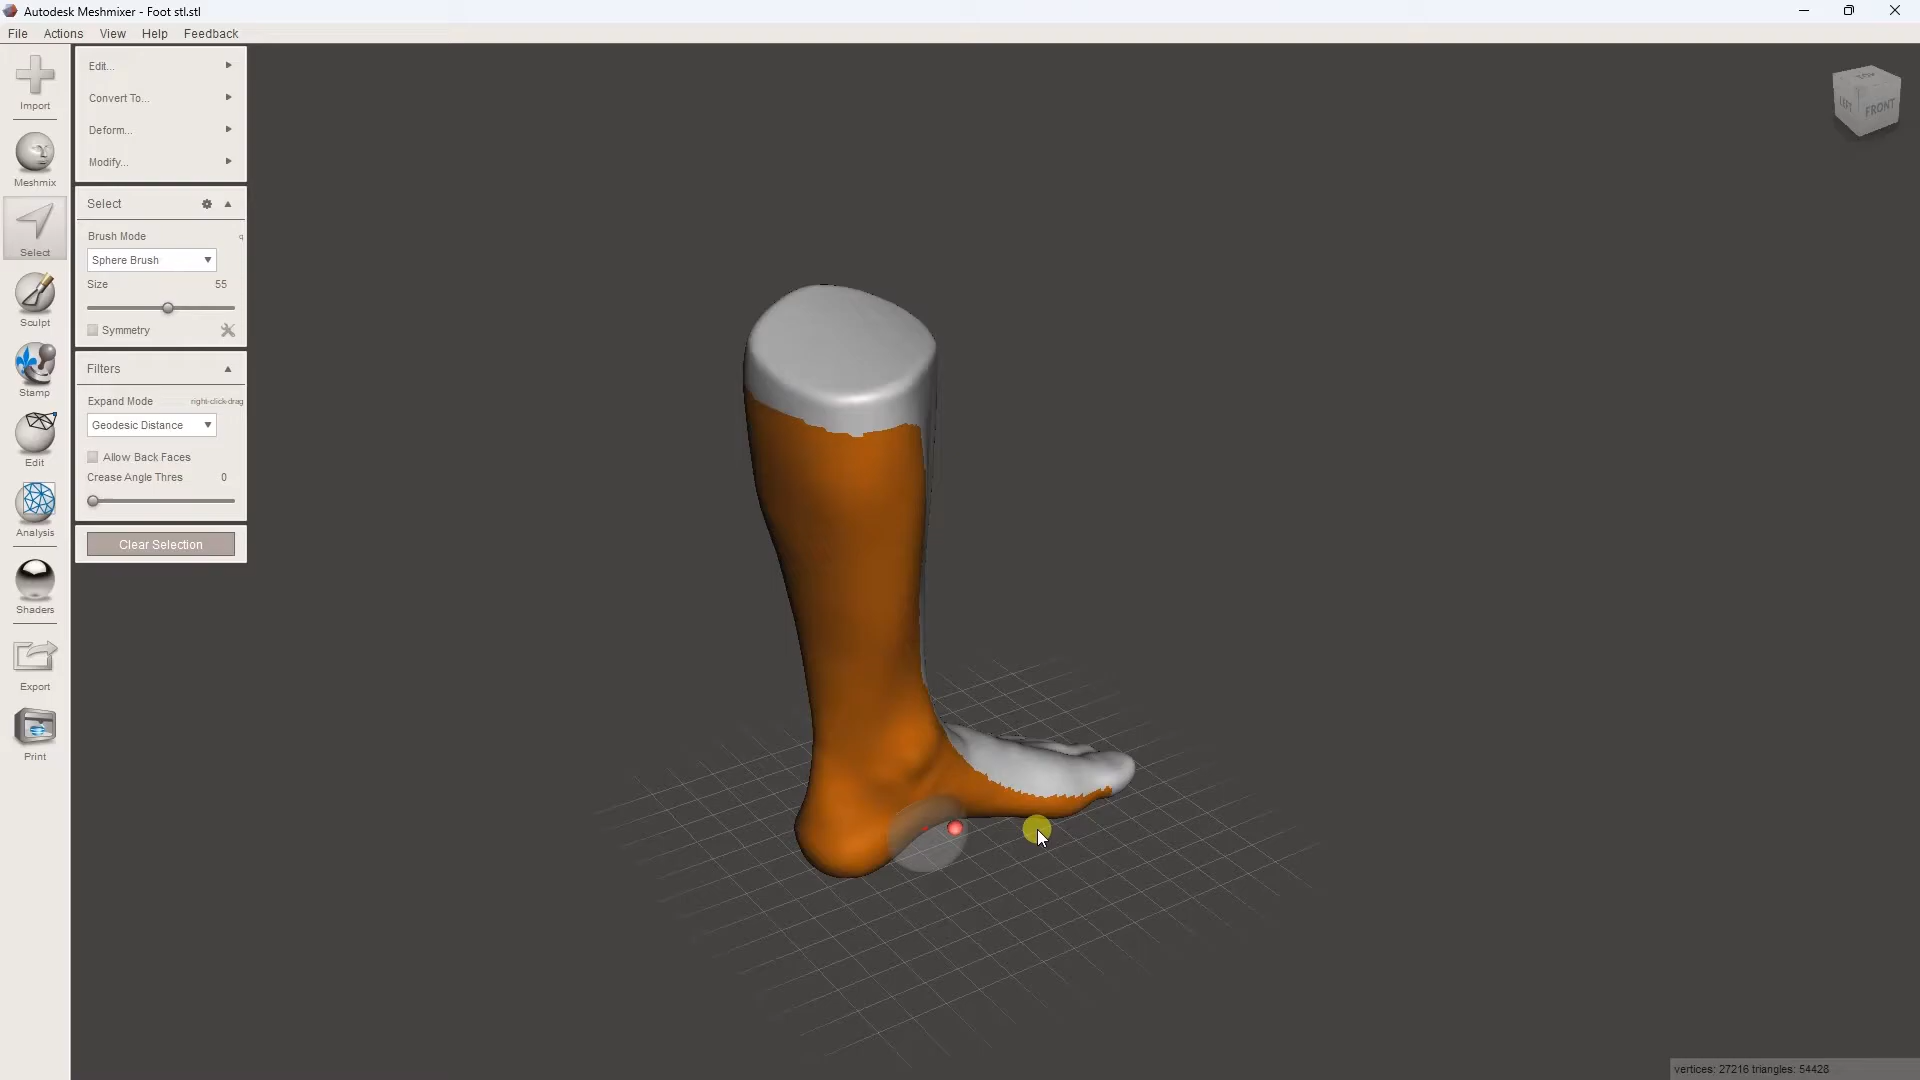 Autodesk Meshmixer - Foot stl.stl
File Actions View Help Feedback
Import
Meshmix
Select
Sculpt
Stamp
Edit
Analysis
Shaders
Export
Print
Edit...
Convert To...
Deform...
Modify...
Select
Brush Mode q
Sphere Brush
Size 55
Symmetry
Filters
Expand Mode right-click-drag
Geodesic Distance
Allow Back Faces
Crease Angle Thres 0
Clear Selection
TOP
LEFT
FRONT
vertices: 27216 triangles: 54428